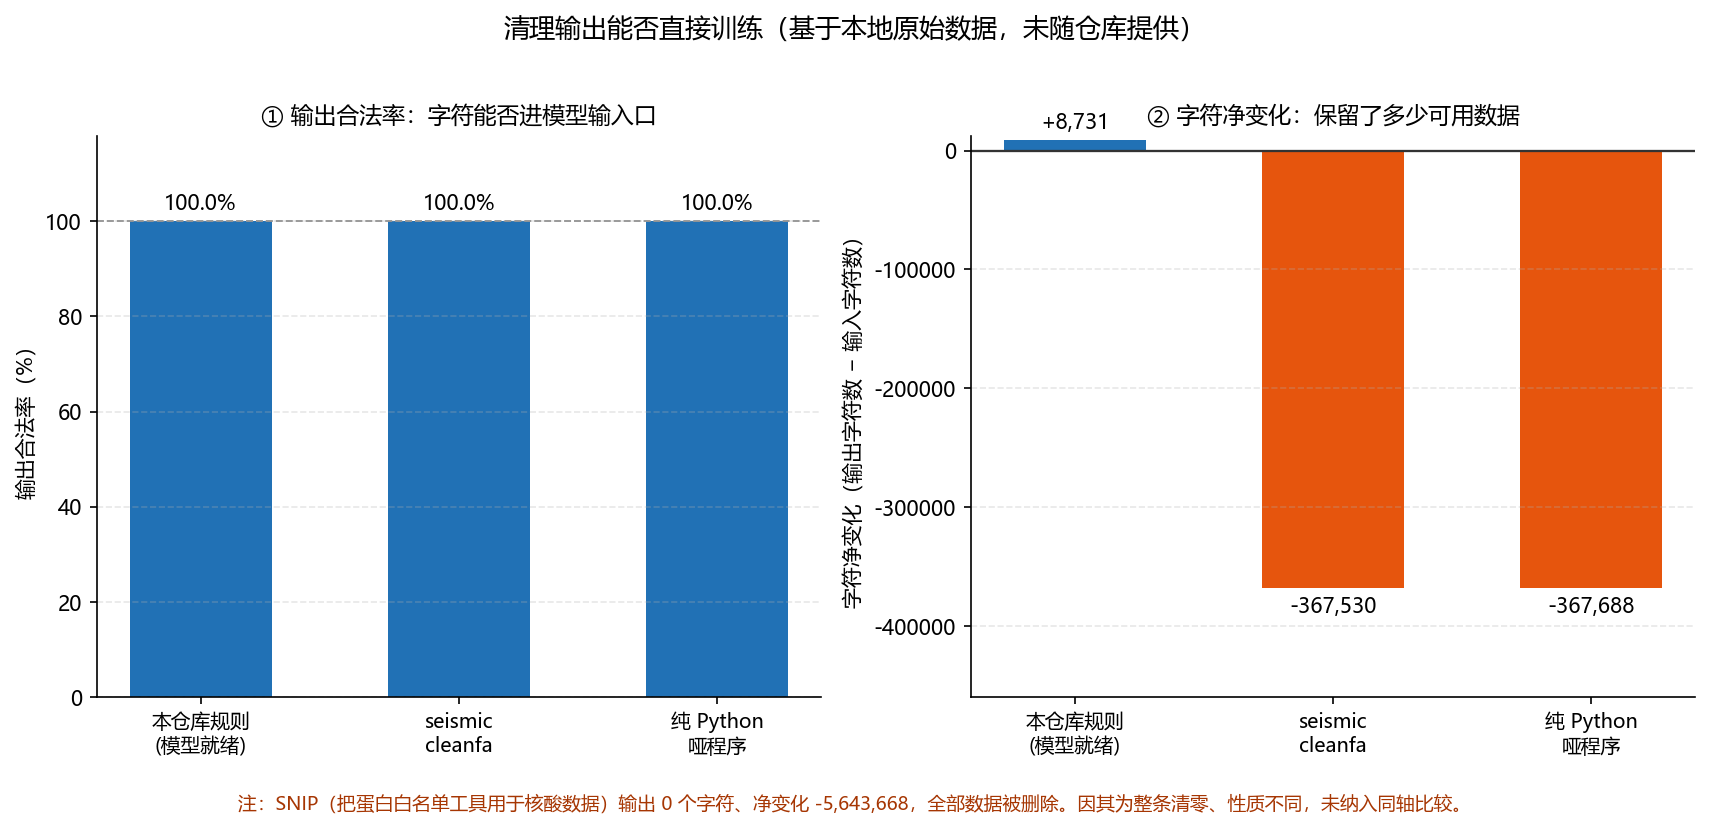 清理输出能否直接训练（基于本地原始数据，未随仓库提供）
① 输出合法率：字符能否进模型输入口
输出合法率（%）
100
80
60
40
20
0
100.0%
100.0%
100.0%
本仓库规则
(模型就绪)
seismic
cleanfa
纯 Python
哑程序
② 字符净变化：保留了多少可用数据
字符净变化（输出字符数 − 输入字符数）
0
-100000
-200000
-300000
-400000
+8,731
-367,530
-367,688
本仓库规则
(模型就绪)
seismic
cleanfa
纯 Python
哑程序
注：SNIP（把蛋白白名单工具用于核酸数据）输出 0 个字符、净变化 -5,643,668，全部数据被删除。因其为整条清零、性质不同，未纳入同轴比较。